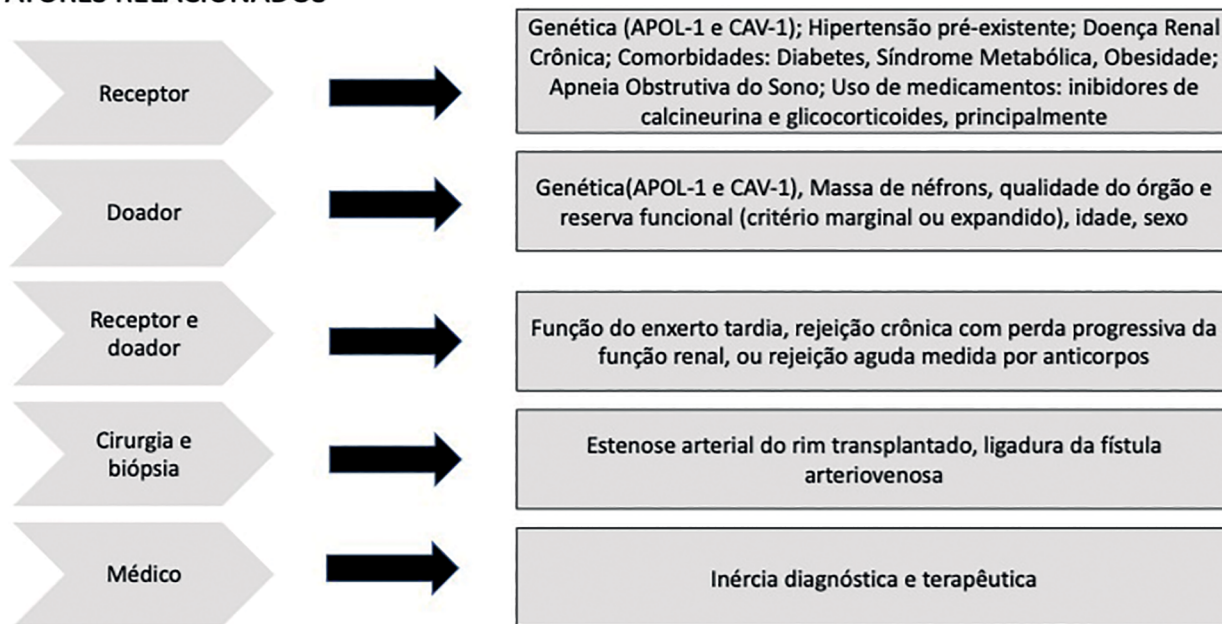 Receptor
Genética (APOL-1 e CAV-1); Hipertensão pré-existente; Doença Renal
Crônica; Comorbidades: Diabetes, Síndrome Metabólica, Obesidade;
Apneia Obstrutiva do Sono; Uso de medicamentos: inibidores de
calcineurina e glicocorticoides, principalmente
Doador
Genética(APOL-1 e CAV-1), Massa de néfrons, qualidade do órgão e
reserva funcional (critério marginal ou expandido), idade, sexo
Receptor e
doador
Função do enxerto tardia, rejeição crônica com perda progressiva da
função renal, ou rejeição aguda medida por anticorpos
Cirurgia e
biópsia
Estenose arterial do rim transplantado, ligadura da fístula
arteriovenosa
Médico
Inércia diagnóstica e terapêutica